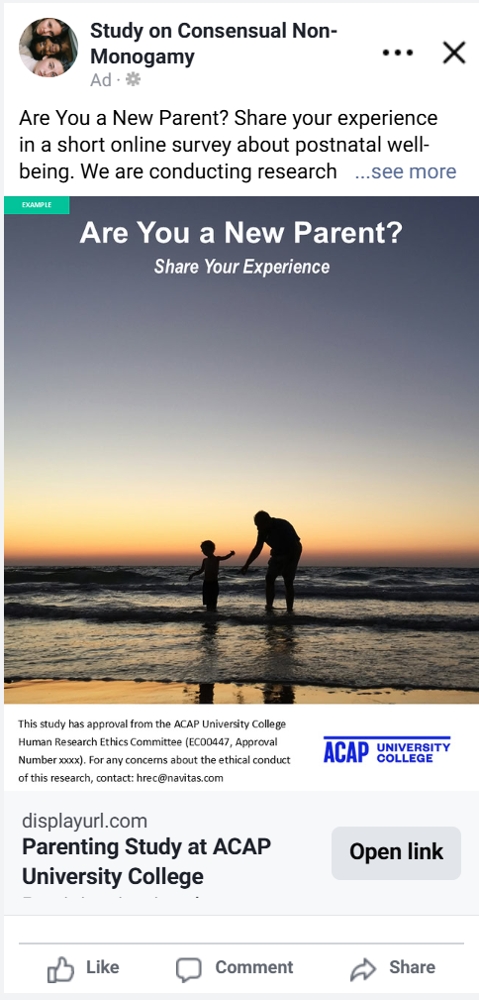 Study on Consensual Non-
Monogamy
Ad ·
Are You a New Parent? Share your experience
in a short online survey about postnatal well-
being. We are conducting research ...see more
EXAMPLE
Are You a New Parent?
Share Your Experience
This study has approval from the ACAP University College
Human Research Ethics Committee (EC00447, Approval
Number xxxx). For any concerns about the ethical conduct
of this research, contact: hrec@navitas.com
ACAP UNIVERSITY
COLLEGE
displayurl.com
Parenting Study at ACAP
University College
Open link
Like
Comment
Share